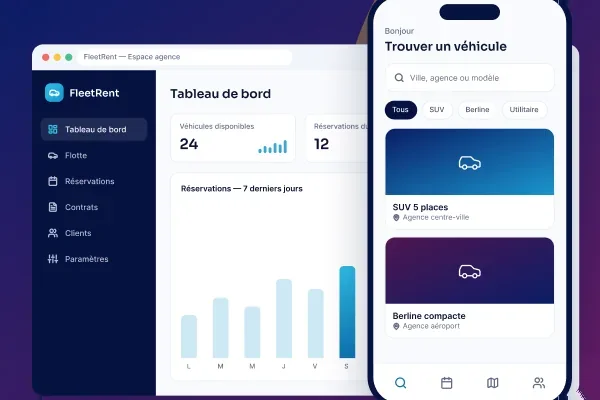 FleetRent — Espace agence
FleetRent
Tableau de bord
Flotte
Réservations
Contrats
Clients
Paramètres
Tableau de bord
Véhicules disponibles
24
Réservations du
12
Réservations — 7 derniers jours
L
M
M
J
V
S
Bonjour
Trouver un véhicule
Ville, agence ou modèle
Tous
SUV
Berline
Utilitaire
SUV 5 places
Agence centre-ville
Berline compacte
Agence aéroport